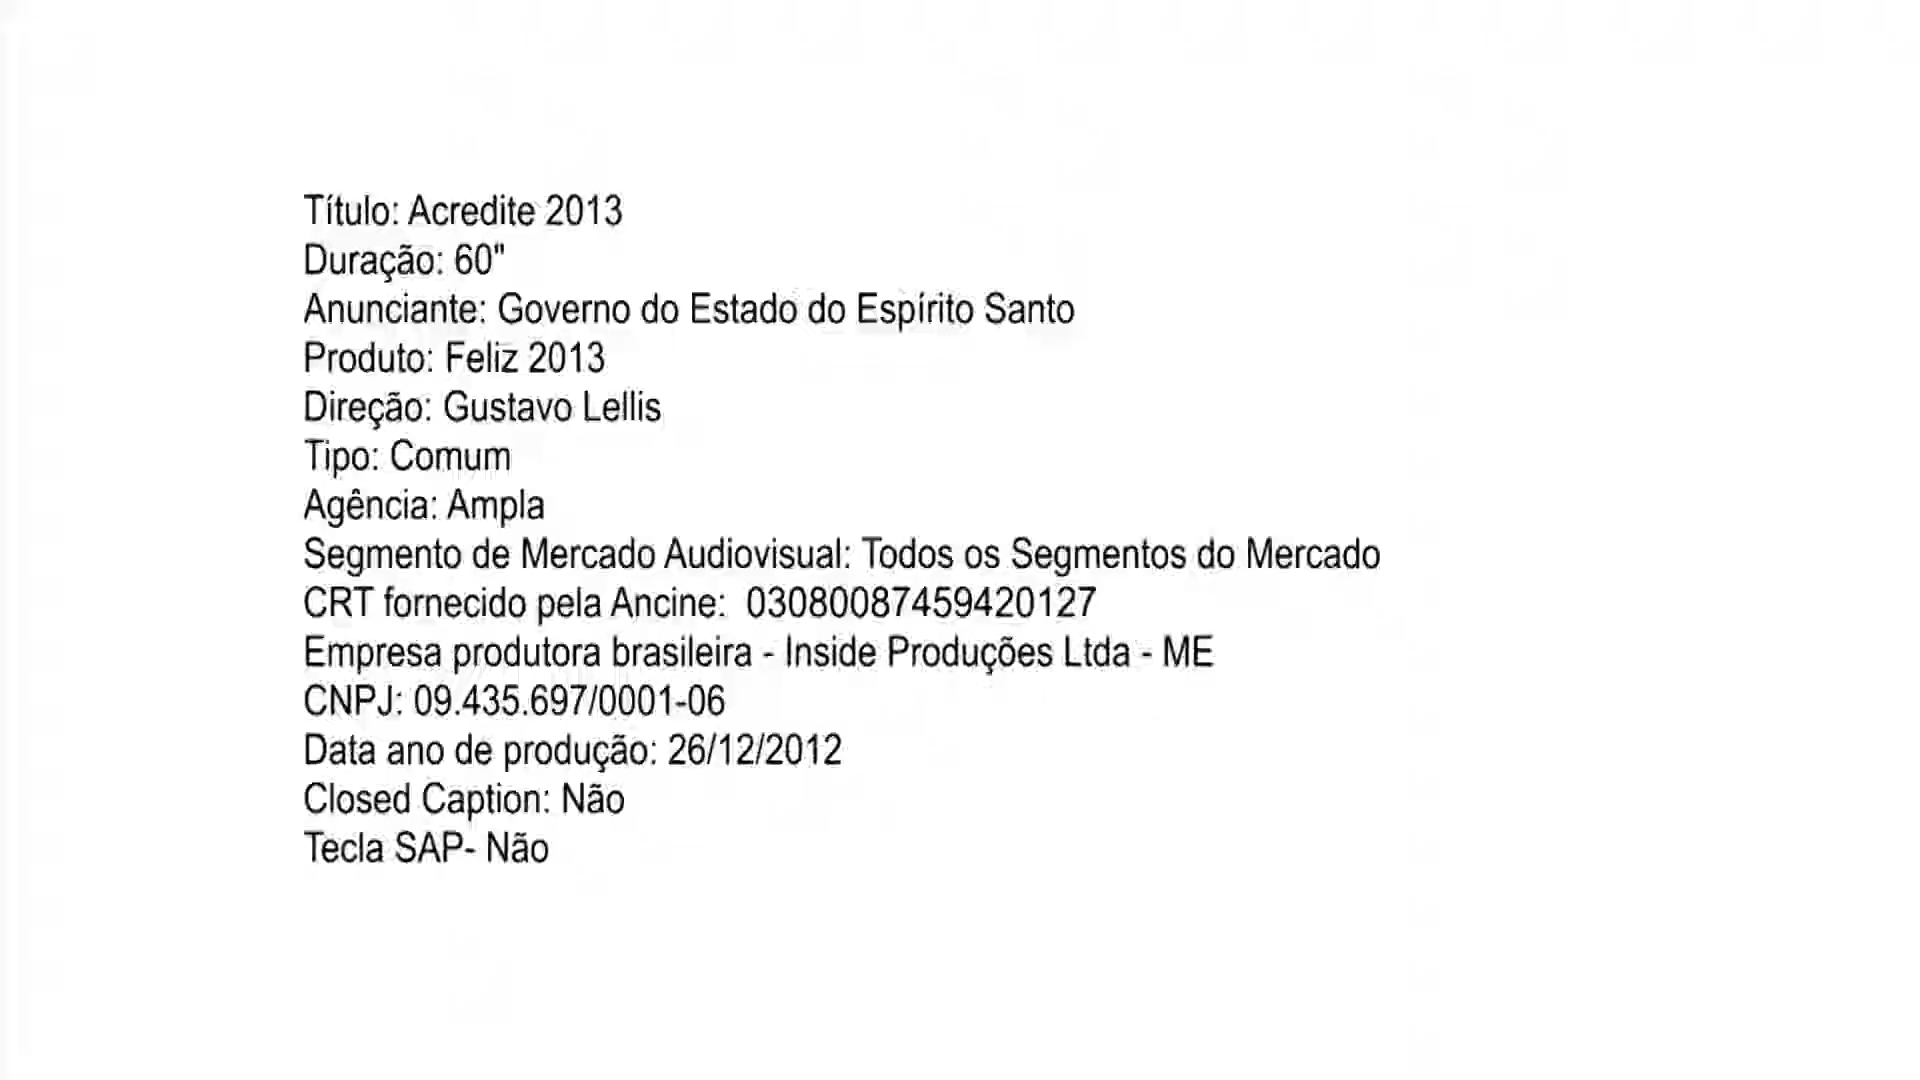 Título: Acredite 2013
Duração: 60"
Anunciante: Governo do Estado do Espírito Santo
Produto: Feliz 2013
Direção: Gustavo Lellis
Tipo: Comum
Agência: Ampla
Segmento de Mercado Audiovisual: Todos os Segmentos do Mercado
CRT fornecido pela Ancine:  03080087459420127
Empresa produtora brasileira - Inside Produções Ltda - ME
CNPJ: 09.435.697/0001-06
Data ano de produção: 26/12/2012
Closed Caption: Não
Tecla SAP- Não